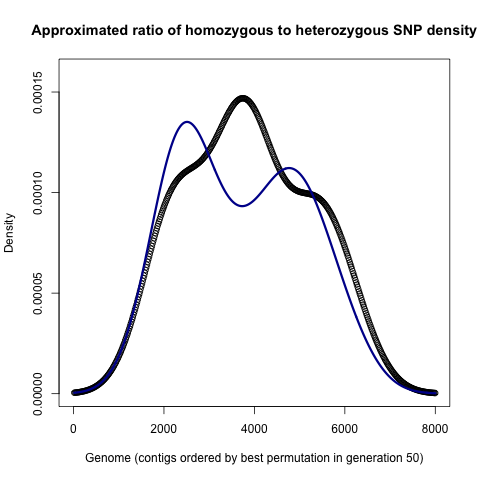 Approximated ratio of homozygous to heterozygous SNP density
0.00015
0.00010
0.00005
0.00000
Density
0 2000 4000 6000 8000
Genome (contigs ordered by best permutation in generation 50)